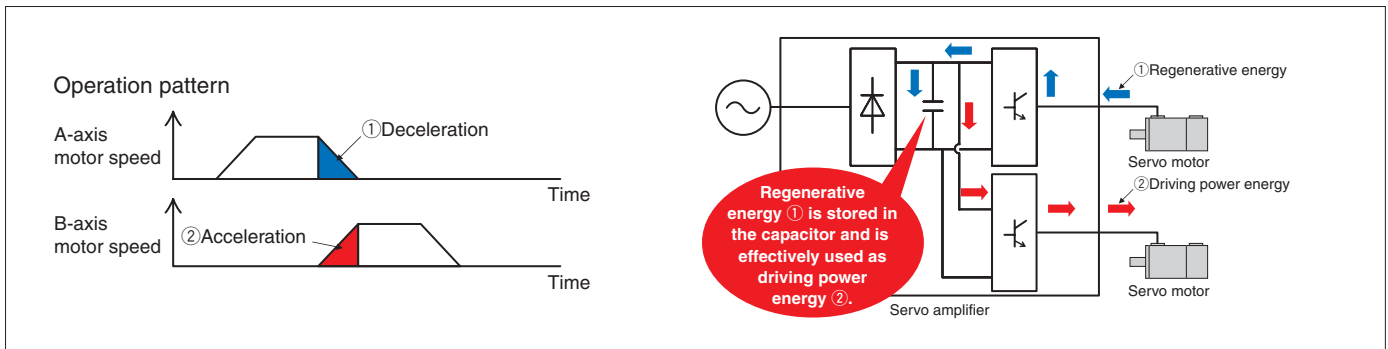 Operation pattern
A-axis
motor speed
①Deceleration
Time
B-axis
motor speed
②Acceleration
Time
①Regenerative energy
Servo motor
②Driving power energy
Servo motor
Regenerative
energy ① is stored in
the capacitor and is
effectively used as
driving power
energy ②.
Servo amplifier